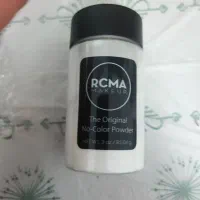 RCMA
MAKEUP
The Original
No-Color Powder